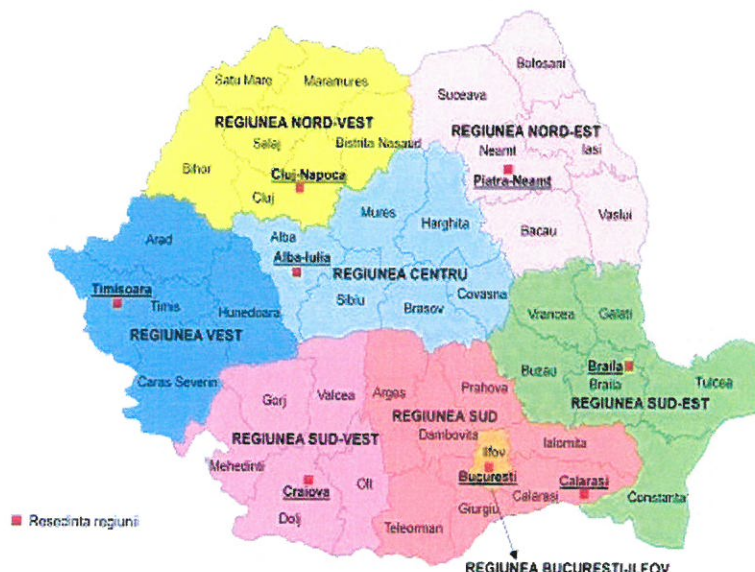 Satu Mare
Maramures
REGIUNEA NORD-VEST
Salaj
Bistrita Nasaud
Bihor
Cluj-Napoca
Cluj
Botosani
Suceava
REGIUNEA NORD-EST
Neamt
Iasi
Piatra-Neamt
Bacau
Vaslui
Mures
Harghita
Alba
Alba-Iulia
REGIUNEA CENTRU
Sibiu
Brasov
Covasna
Arad
Timisoara
Timis
Hunedoara
REGIUNEA VEST
Caras Severin
Vrancea
Galati
Buzau
Braila
Braila
Tulcea
REGIUNEA SUD-EST
Constanta
Gorj
Valcea
REGIUNEA SUD-VEST
Mehedinti
Craiova
Olt
Dolj
Arges
Prahova
REGIUNEA SUD
Dambovita
Ialomita
Ilfov
Bucuresti
Calarasi
Calarasi
Giurgiu
Teleorman
Resedinta regiunii
REGIUNEA BUCURESTI-ILFOV